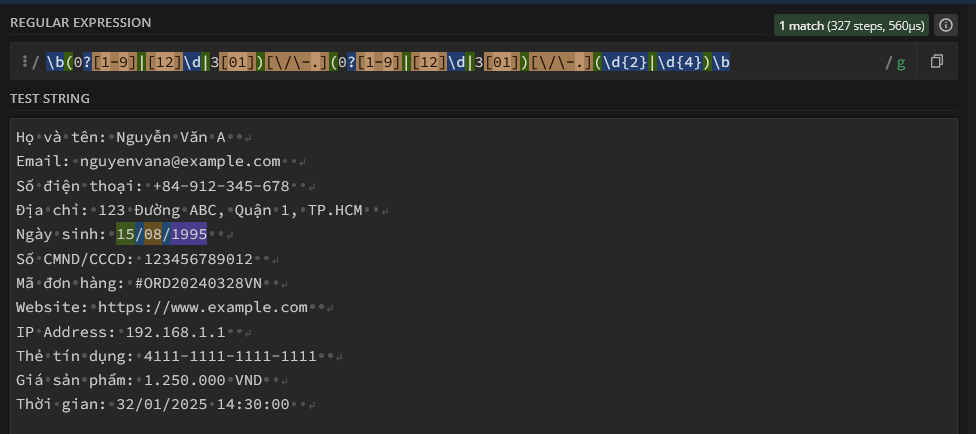 REGULAR EXPRESSION
1 match (327 steps, 560µs)
/ \b(0?[1-9]|[12]\d|3[01])[\/\-.](0?[1-9]|[12]\d|3[01])[\/\-.](\d{2}|\d{4})\b / g
TEST STRING
Họ và tên: Nguyễn Văn A
Email: nguyenvana@example.com
Số điện thoại: +84-912-345-678
Địa chỉ: 123 Đường ABC, Quận 1, TP.HCM
Ngày sinh: 15/08/1995
Số CMND/CCCD: 123456789012
Mã đơn hàng: #ORD20240328VN
Website: https://www.example.com
IP Address: 192.168.1.1
Thẻ tín dụng: 4111-1111-1111-1111
Giá sản phẩm: 1.250.000 VND
Thời gian: 32/01/2025 14:30:00